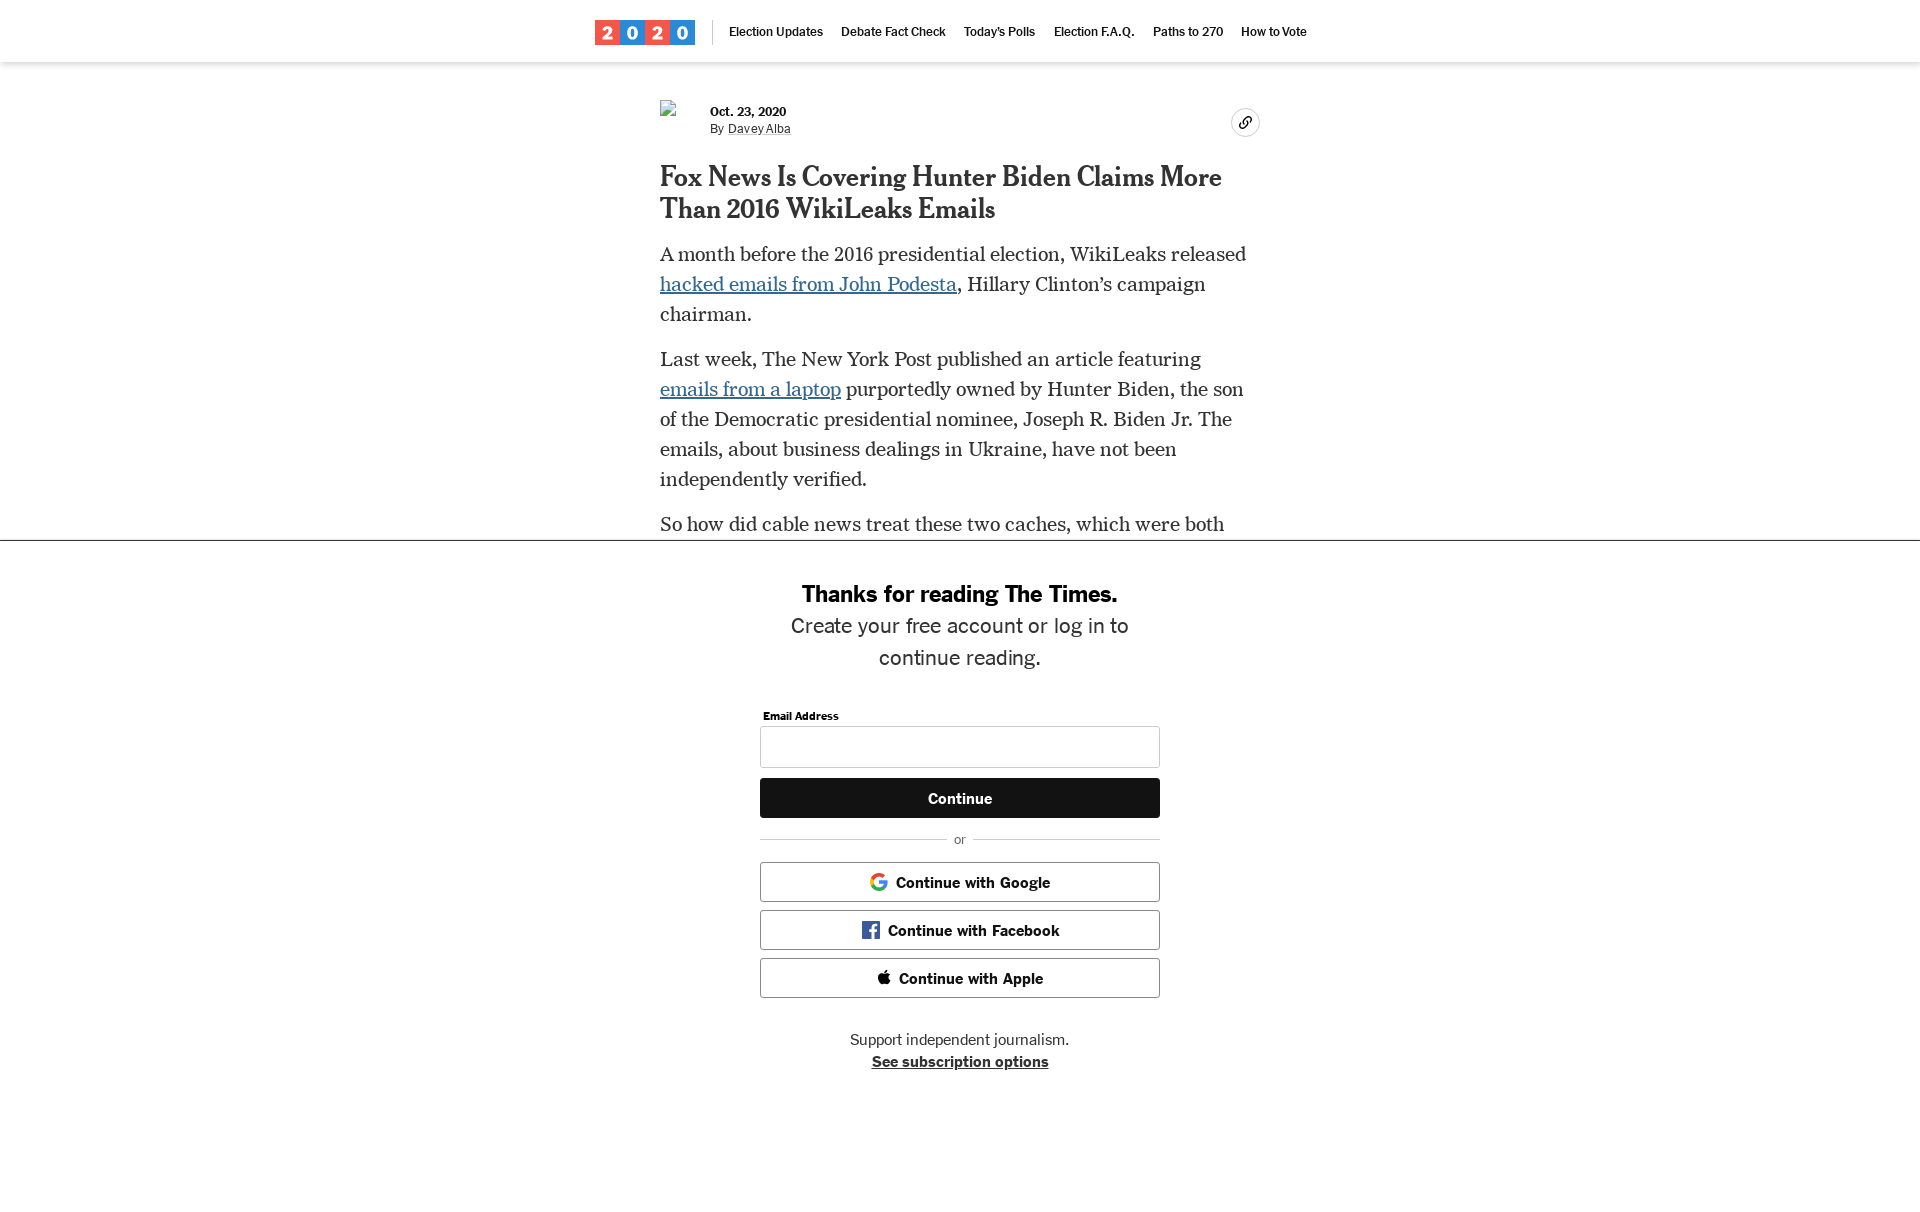 2020
Election Updates Debate Fact Check Today's Polls Election F.A.Q. Paths to 270 How to Vote
Oct. 23, 2020
By Davey Alba
Fox News Is Covering Hunter Biden Claims More
Than 2016 WikiLeaks Emails
A month before the 2016 presidential election, WikiLeaks released
hacked emails from John Podesta, Hillary Clinton’s campaign
chairman.
Last week, The New York Post published an article featuring
emails from a laptop purportedly owned by Hunter Biden, the son
of the Democratic presidential nominee, Joseph R. Biden Jr. The
emails, about business dealings in Ukraine, have not been
independently verified.
So how did cable news treat these two caches, which were both
Thanks for reading The Times.
Create your free account or log in to
continue reading.
Email Address
Continue
or
Continue with Google
Continue with Facebook
Continue with Apple
Support independent journalism.
See subscription options